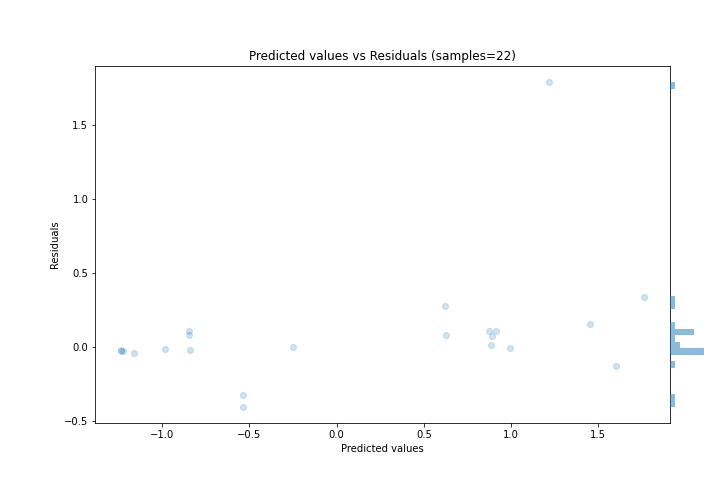 Predicted values vs Residuals (samples=22)
1.5
1.0
0.5
0.0
−0.5
Residuals
−1.0 −0.5 0.0 0.5 1.0 1.5
Predicted values